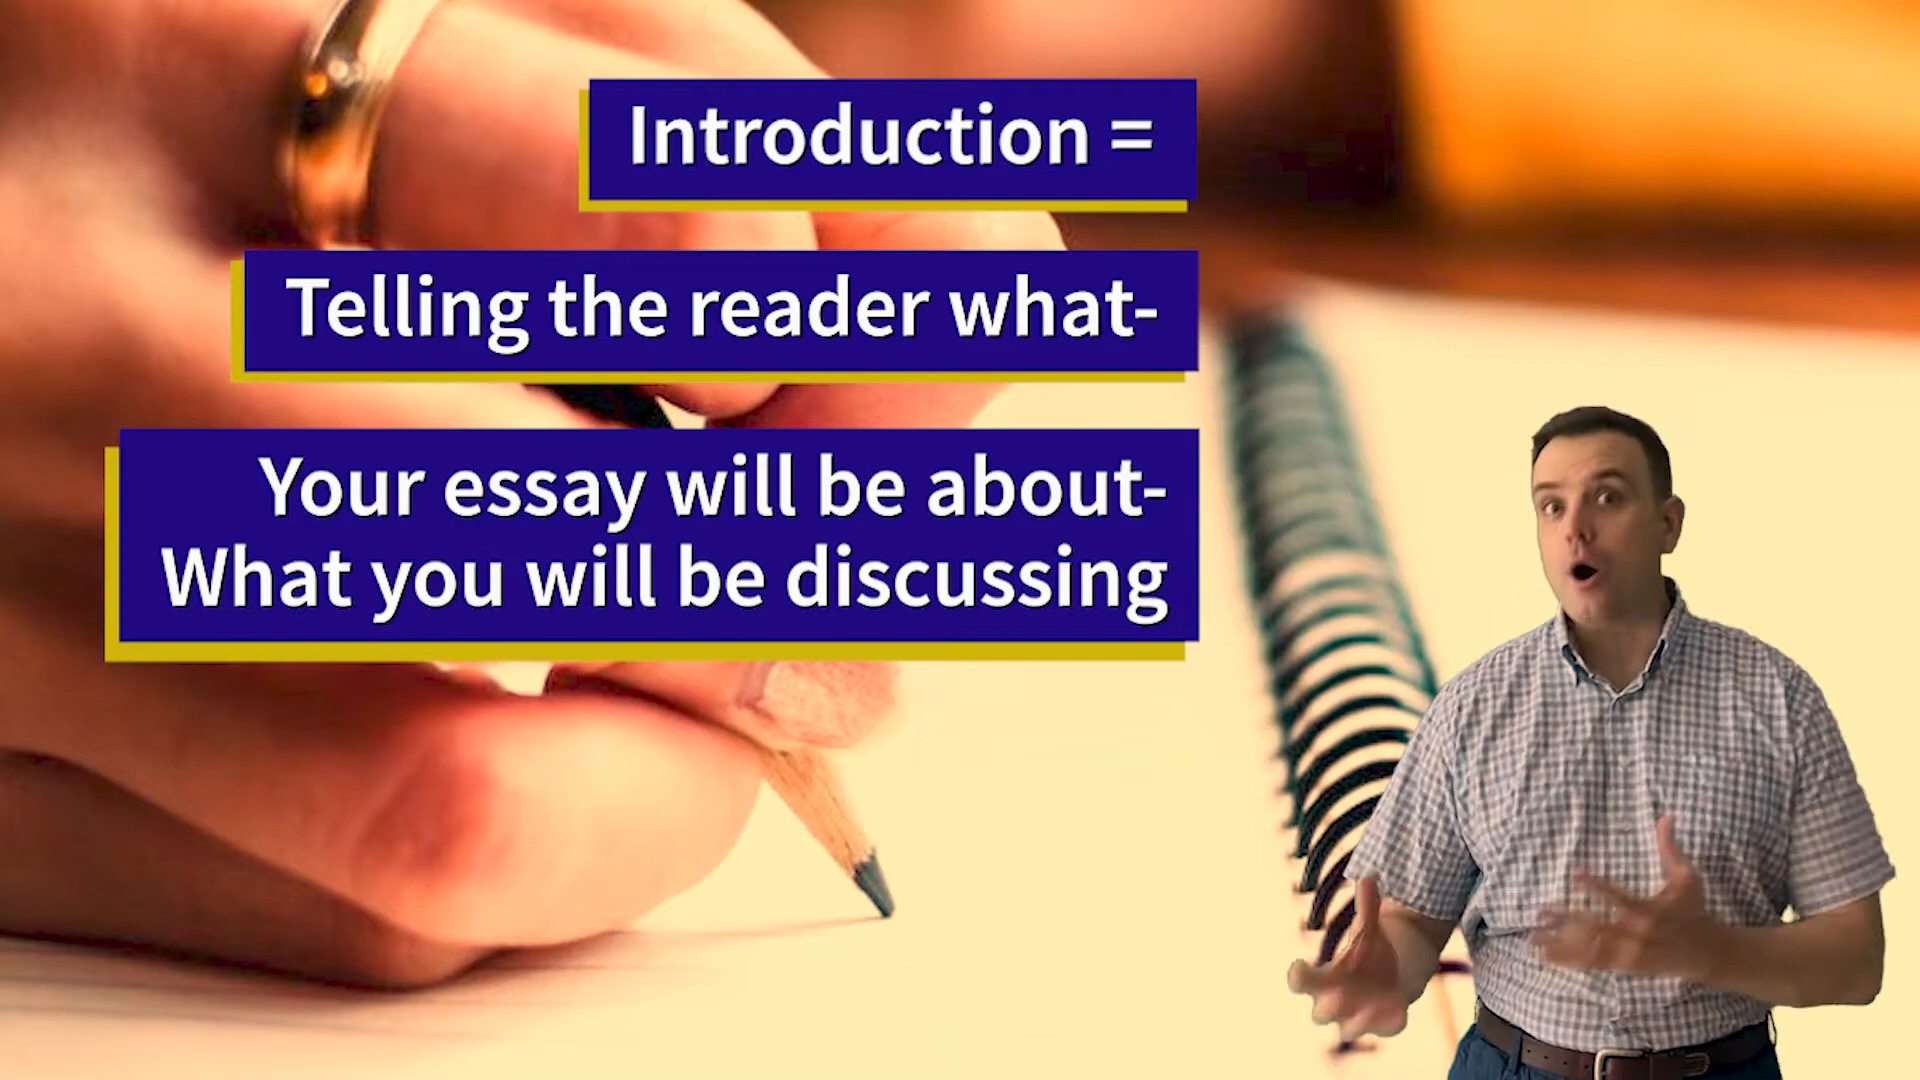 Introduction =
Telling the reader what-
Your essay will be about-
What you will be discussing